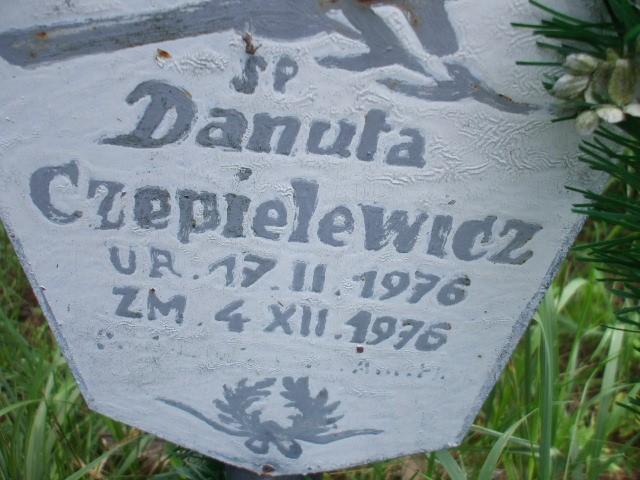 ŚP
Danuta
Czepielewicz
UR. 17. II. 1976
ZM. 4 XII. 1976